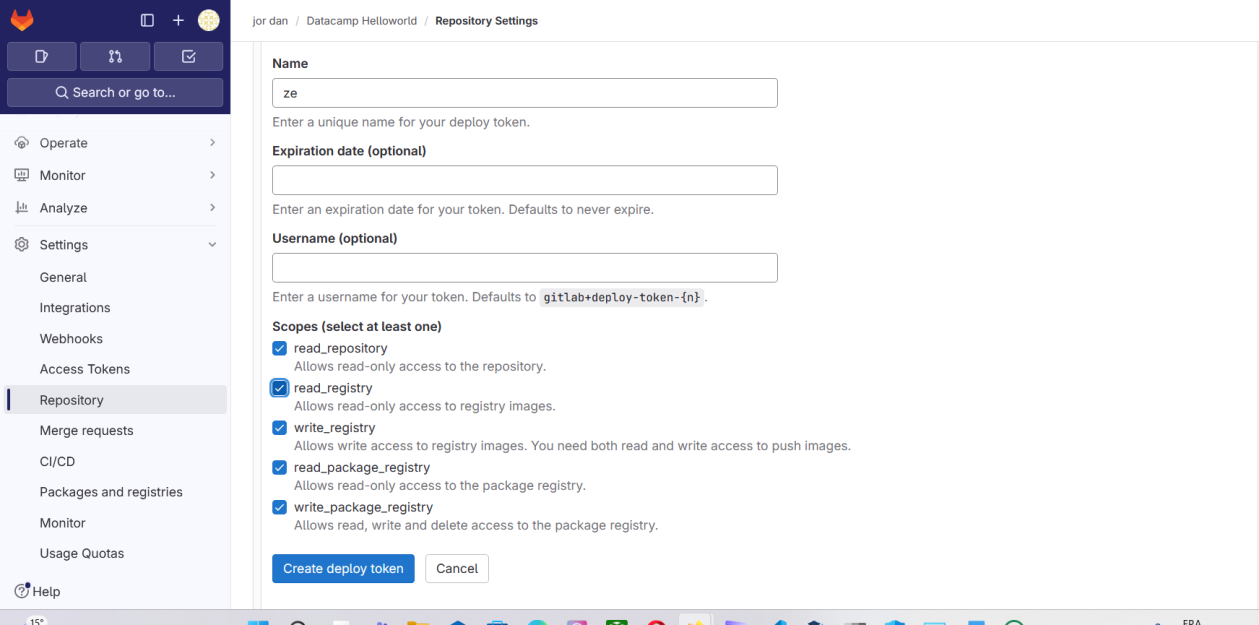 jor dan / Datacamp Helloworld / Repository Settings
Search or go to...
Operate
Monitor
Analyze
Settings
General
Integrations
Webhooks
Access Tokens
Repository
Merge requests
CI/CD
Packages and registries
Monitor
Usage Quotas
Help
Name
ze
Enter a unique name for your deploy token.
Expiration date (optional)
Enter an expiration date for your token. Defaults to never expire.
Username (optional)
Enter a username for your token. Defaults to gitlab+deploy-token-{n}.
Scopes (select at least one)
read_repository
Allows read-only access to the repository.
read_registry
Allows read-only access to registry images.
write_registry
Allows write access to registry images. You need both read and write access to push images.
read_package_registry
Allows read-only access to the package registry.
write_package_registry
Allows read, write and delete access to the package registry.
Create deploy token
Cancel
15°
FRA